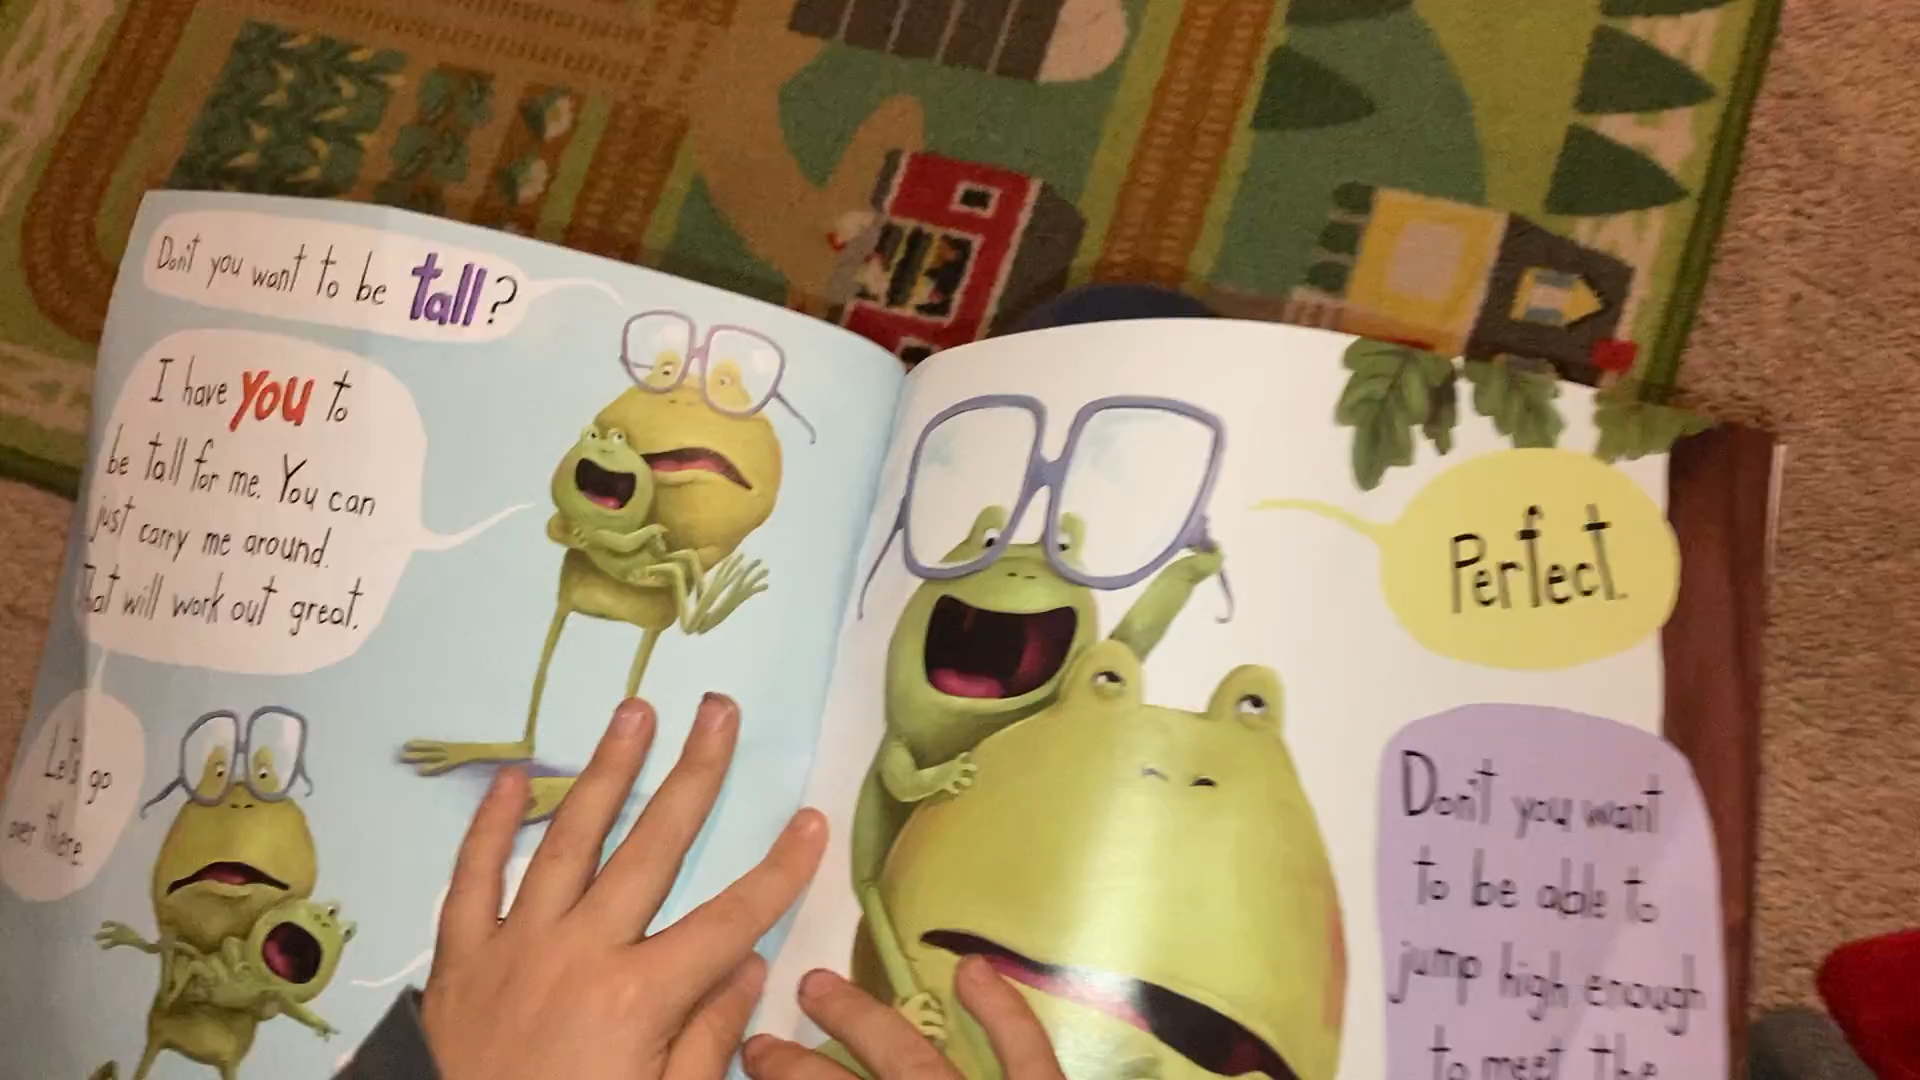 Don't you want to be tall?
I have you to
be tall for me. You can
just carry me around.
That will work out great.
Let's go
over there.
Perfect.
Don't you want
to be able to
jump high enough
to meet the